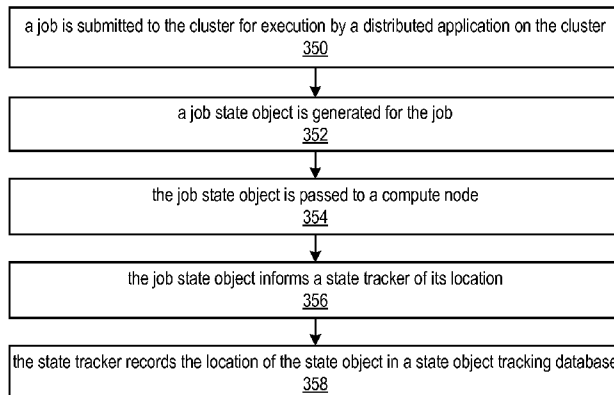 a job is submitted to the cluster for execution by a distributed application on the cluster
350
a job state object is generated for the job
352
the job state object is passed to a compute node
354
the job state object informs a state tracker of its location
356
the state tracker records the location of the state object in a state object tracking database
358